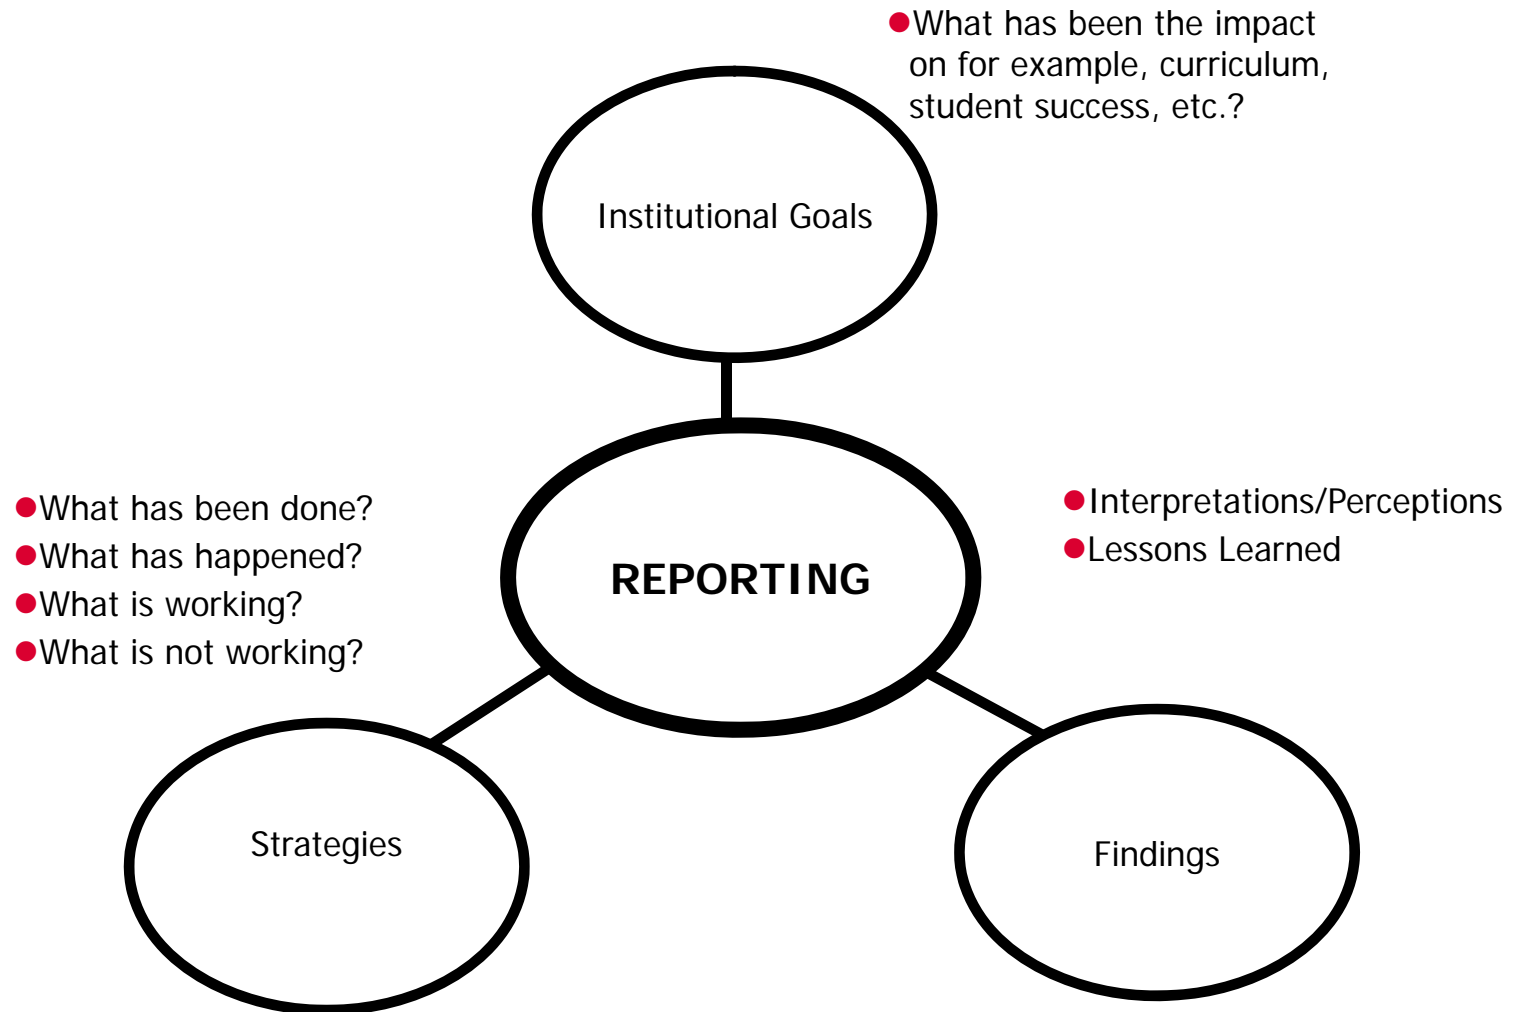 ●What has been the impact
on for example, curriculum,
student success, etc.?
Institutional Goals
●What has been done?
●What has happened?
●What is working?
●What is not working?
REPORTING
●Interpretations/Perceptions
●Lessons Learned
Strategies
Findings